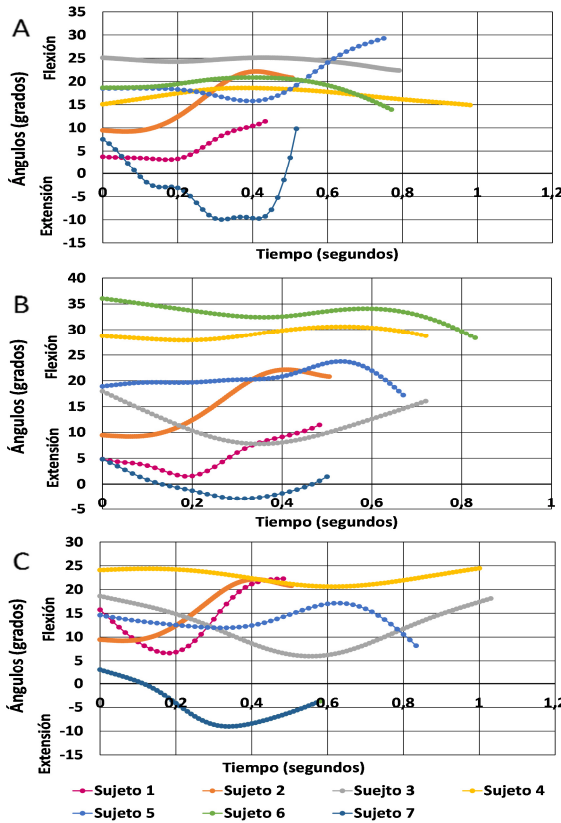 A
Ángulos (grados)
Extensión
Flexión
30
25
20
15
10
5
0
-5
-10
-15
0
0,2
0,4
0,6
0,8
1
1,2
Tiempo (segundos)
B
Ángulos (grados)
Extensión
Flexión
40
35
30
25
20
15
10
5
0
-5
0
0,2
0,4
0,6
0,8
1
Tiempo (segundos)
C
Ángulos (grados)
Extensión
Flexión
30
25
20
15
10
5
0
-5
-10
-15
0
0,2
0,4
0,6
0,8
1
1,2
Tiempo (segundos)
Sujeto 1 Sujeto 2 Suejto 3 Sujeto 4
Sujeto 5 Sujeto 6 Sujeto 7